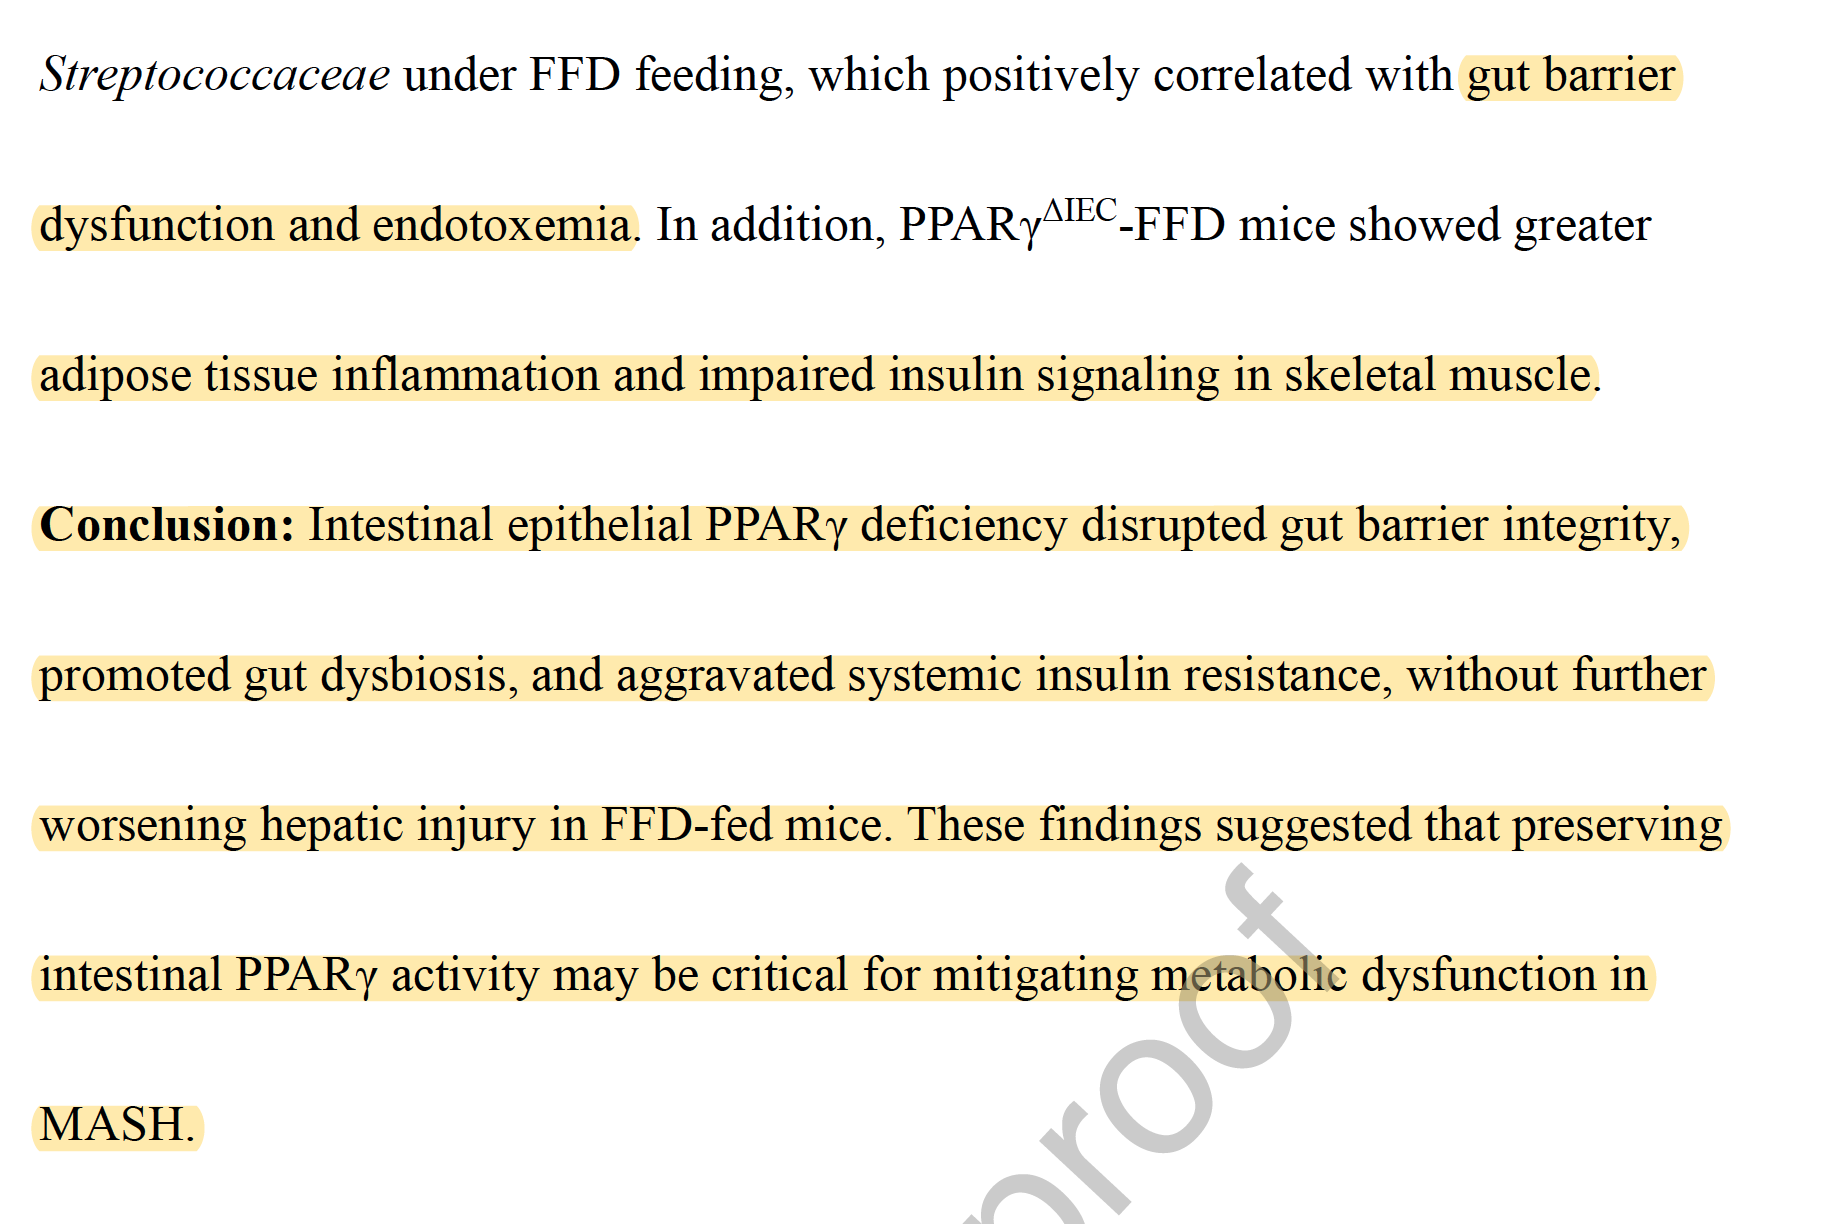 Streptococcaceae under FFD feeding, which positively correlated with gut barrier
dysfunction and endotoxemia. In addition, PPARγΔIEC-FFD mice showed greater
adipose tissue inflammation and impaired insulin signaling in skeletal muscle.
Conclusion: Intestinal epithelial PPARγ deficiency disrupted gut barrier integrity,
promoted gut dysbiosis, and aggravated systemic insulin resistance, without further
worsening hepatic injury in FFD-fed mice. These findings suggested that preserving
intestinal PPARγ activity may be critical for mitigating metabolic dysfunction in
MASH.
proof